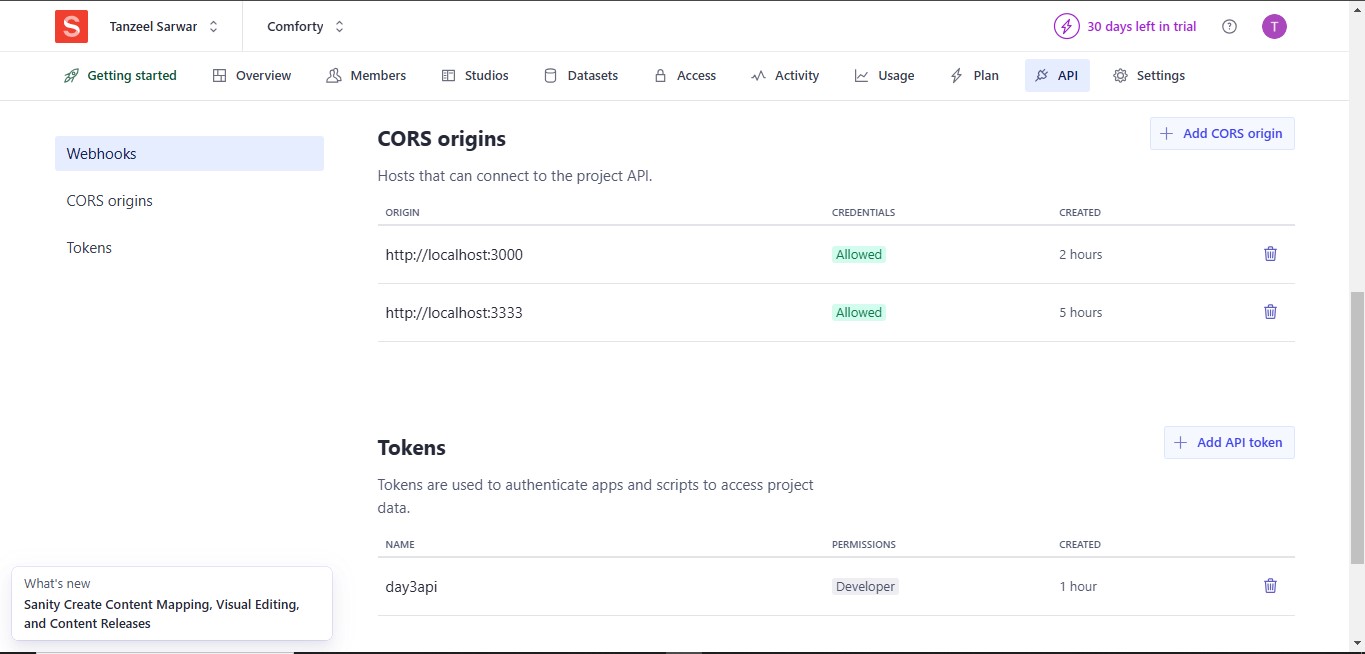 S Tanzeel Sarwar Comforty 30 days left in trial ? T
Getting started Overview Members Studios Datasets Access Activity Usage Plan API Settings
Webhooks
CORS origins
Tokens
CORS origins
+ Add CORS origin
Hosts that can connect to the project API.
ORIGIN CREDENTIALS CREATED
http://localhost:3000 Allowed 2 hours
http://localhost:3333 Allowed 5 hours
Tokens
+ Add API token
Tokens are used to authenticate apps and scripts to access project
data.
NAME PERMISSIONS CREATED
day3api Developer 1 hour
What's new
Sanity Create Content Mapping, Visual Editing,
and Content Releases